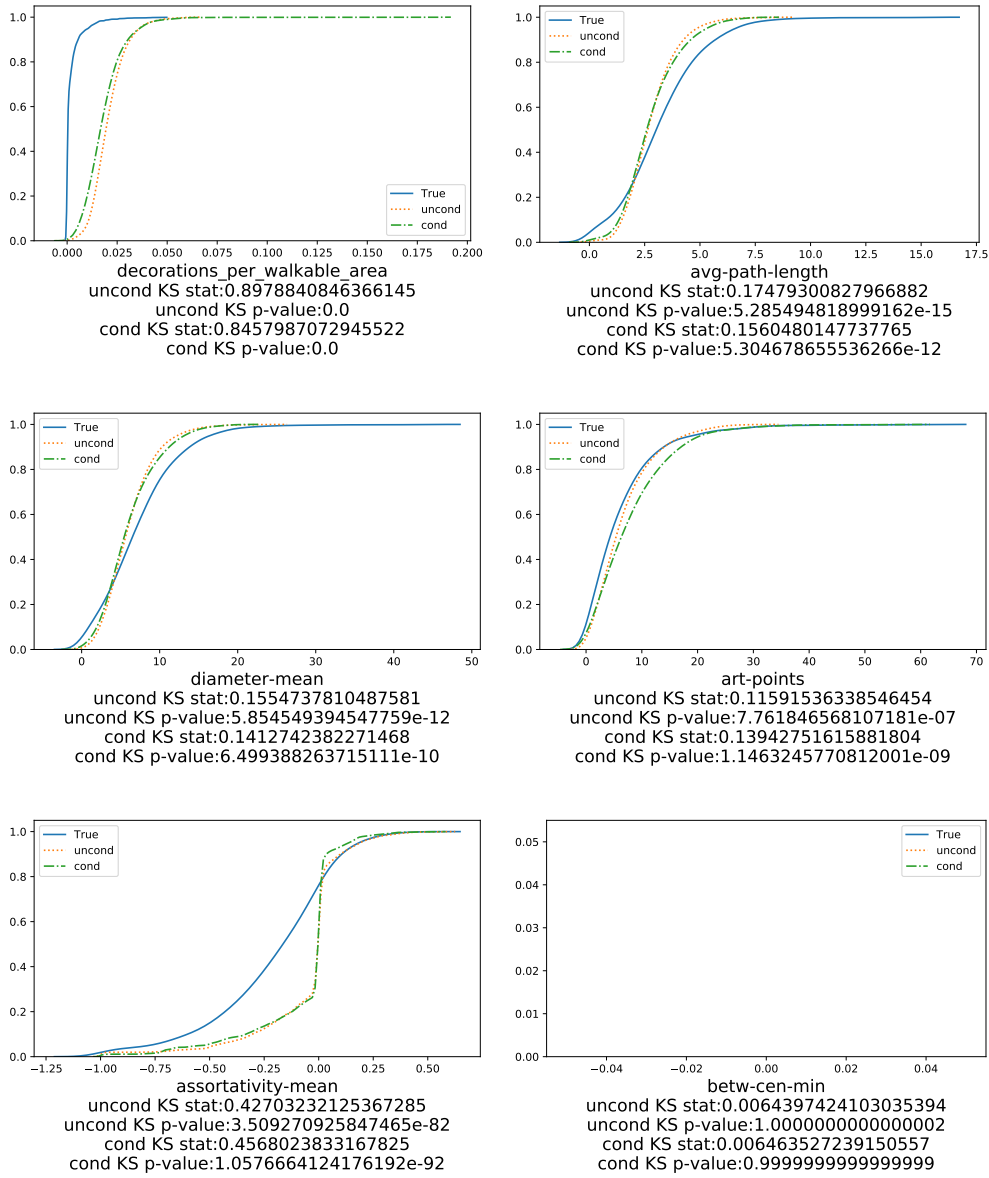 1.0
0.8
0.6
0.4
0.2
0.0
True
uncond
cond
0.000 0.025 0.050 0.075 0.100 0.125 0.150 0.175 0.200
decorations_per_walkable_area
uncond KS stat:0.8978840846366145
uncond KS p-value:0.0
cond KS stat:0.8457987072945522
cond KS p-value:0.0
1.0
0.8
0.6
0.4
0.2
0.0
True
uncond
cond
0.0 2.5 5.0 7.5 10.0 12.5 15.0 17.5
avg-path-length
uncond KS stat:0.17479300827966882
uncond KS p-value:5.285494818999162e-15
cond KS stat:0.1560480147737765
cond KS p-value:5.304678655536266e-12
1.0
0.8
0.6
0.4
0.2
0.0
True
uncond
cond
0 10 20 30 40 50
diameter-mean
uncond KS stat:0.1554737810487581
uncond KS p-value:5.854549394547759e-12
cond KS stat:0.1412742382271468
cond KS p-value:6.499388263715111e-10
1.0
0.8
0.6
0.4
0.2
0.0
True
uncond
cond
0 10 20 30 40 50 60 70
art-points
uncond KS stat:0.11591536338546454
uncond KS p-value:7.761846568107181e-07
cond KS stat:0.13942751615881804
cond KS p-value:1.1463245770812001e-09
1.0
0.8
0.6
0.4
0.2
0.0
True
uncond
cond
−1.25 −1.00 −0.75 −0.50 −0.25 0.00 0.25 0.50
assortativity-mean
uncond KS stat:0.42703232125367285
uncond KS p-value:3.509270925847465e-82
cond KS stat:0.4568023833167825
cond KS p-value:1.0576664124176192e-92
0.05
0.04
0.03
0.02
0.01
0.00
True
uncond
cond
−0.04 −0.02 0.00 0.02 0.04
betw-cen-min
uncond KS stat:0.0064397424103035394
uncond KS p-value:1.0000000000000002
cond KS stat:0.006463527239150557
cond KS p-value:0.9999999999999999